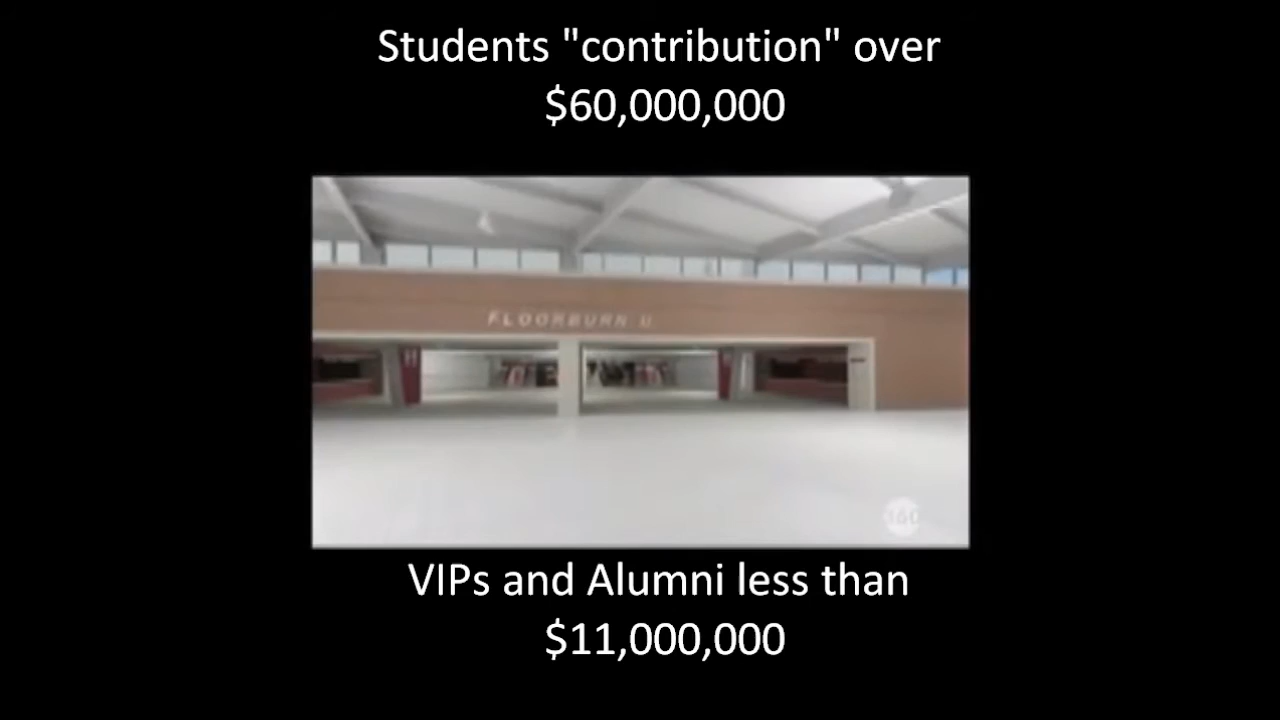 Students "contribution" over
$60,000,000
FLOORBURN U
VIPs and Alumni less than
$11,000,000